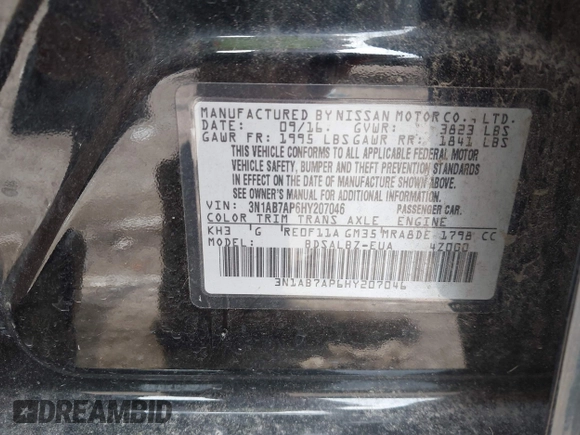 MANUFACTURED BY NISSAN MOTOR CO., LTD.
DATE: 09/16 GVWR: 3823 LBS
GAWR FR: 1995 LBS GAWR RR: 1841 LBS
THIS VEHICLE CONFORMS TO ALL APPLICABLE FEDERAL MOTOR
VEHICLE SAFETY, BUMPER AND THEFT PREVENTION STANDARDS
IN EFFECT ON THE DATE OF MANUFACTURE SHOWN ABOVE.
SEE OWNER'S MANUAL FOR ADDITIONAL INFORMATION
VIN: 3N1AB7AP6HY207046 PASSENGER CAR.
COLOR TRIM TRANS AXLE ENGINE
KH3 G RE0F11A GM35 MRA8DE 1798 CC
MODEL: BDSALB7-EUA 4Z0G0
3N1AB7AP6HY207046
DREAMBID